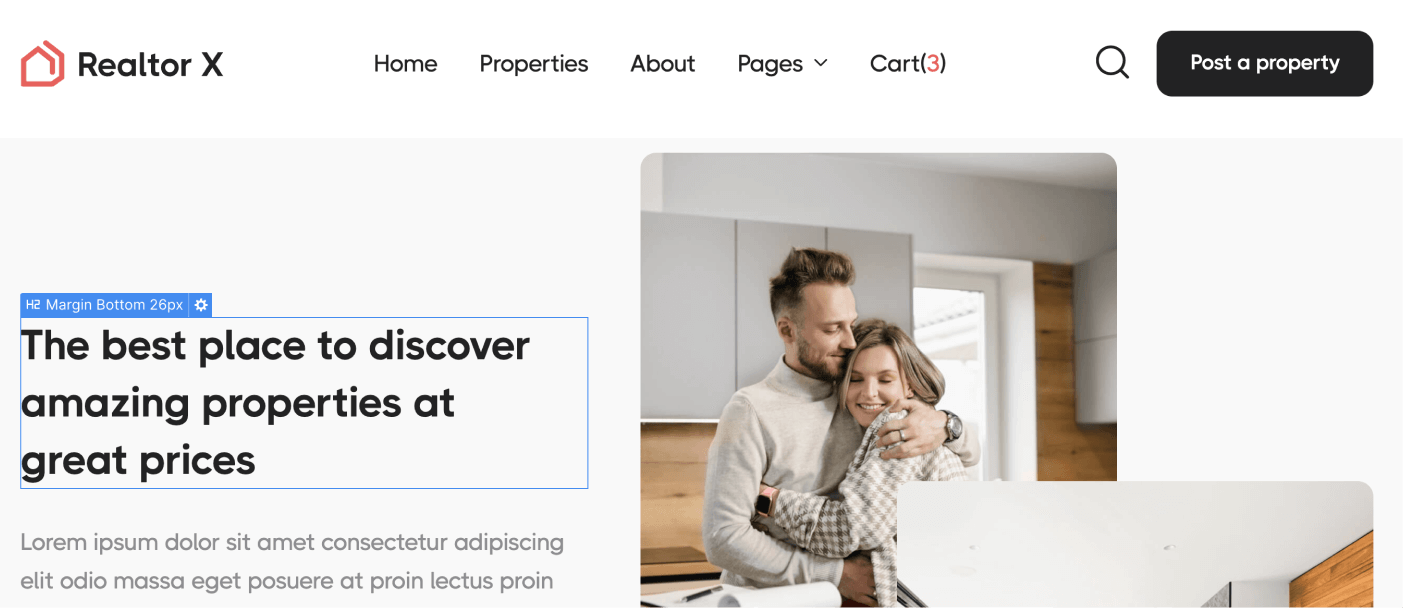 Realtor X
Home Properties About Pages Cart(3)
Post a property
H2 Margin Bottom 26px
The best place to discover
amazing properties at
great prices
Lorem ipsum dolor sit amet consectetur adipiscing
elit odio massa eget posuere at proin lectus proin